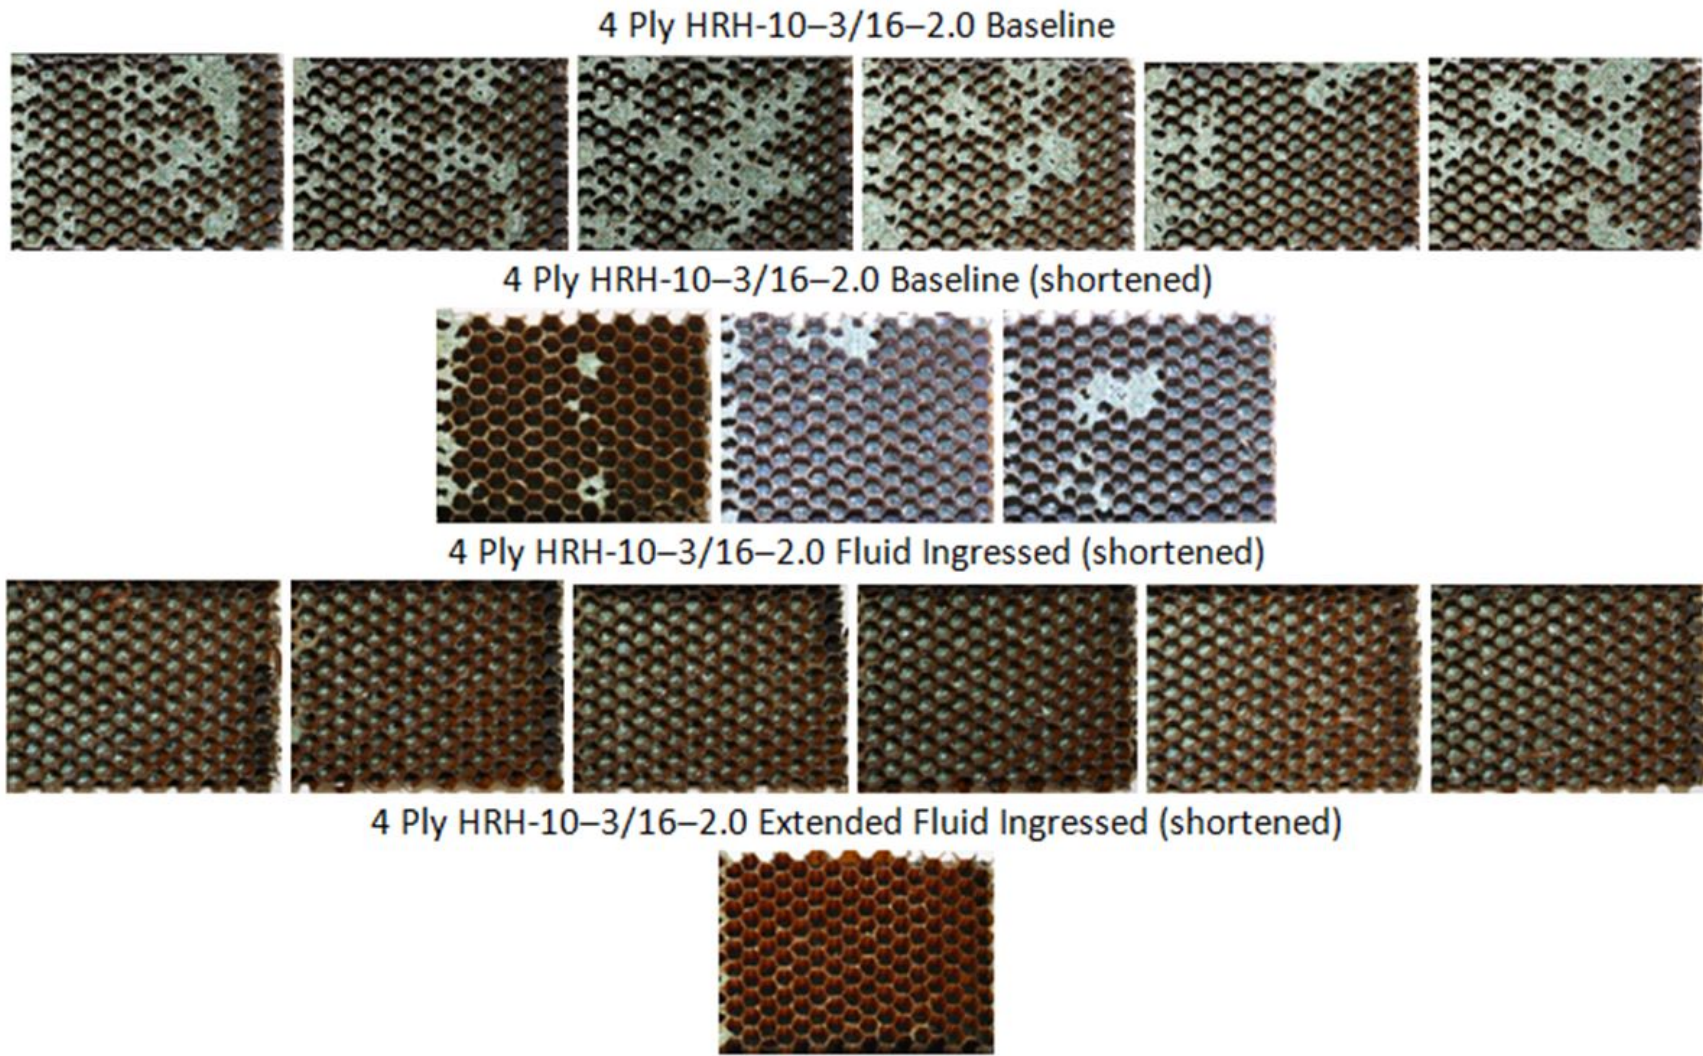 4 Ply HRH-10–3/16–2.0 Baseline
4 Ply HRH-10–3/16–2.0 Baseline (shortened)
4 Ply HRH-10–3/16–2.0 Fluid Ingressed (shortened)
4 Ply HRH-10–3/16–2.0 Extended Fluid Ingressed (shortened)